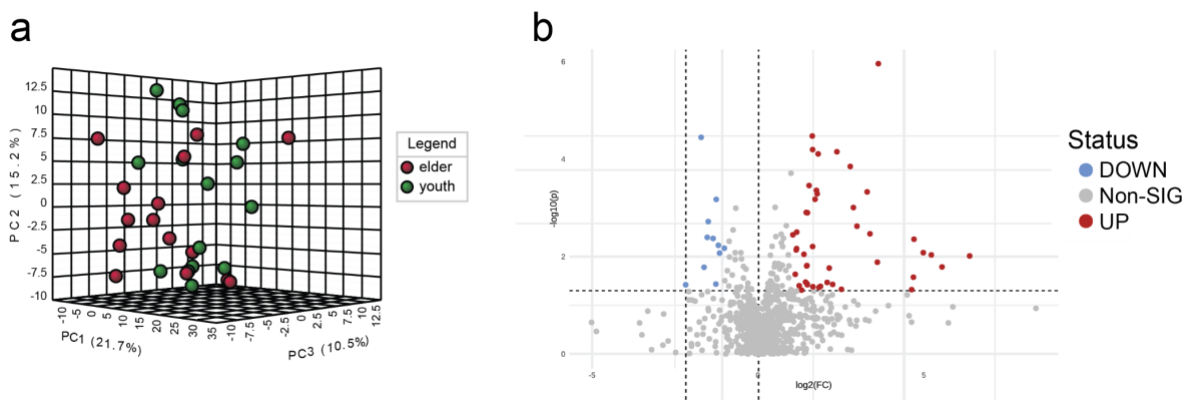 a
b
12.5
10
7.5
5
2.5
0
-2.5
-5
-7.5
-10
PC2 (15.2%)
-10
-5
0
5
10
15
20
25
30
35
PC1 (21.7%)
-10
-7.5
-5
-2.5
0
2.5
5
7.5
10
12.5
PC3 (10.5%)
Legend
elder
youth
6
4
2
0
-log10(p)
-5
0
5
log2(FC)
Status
DOWN
Non-SIG
UP